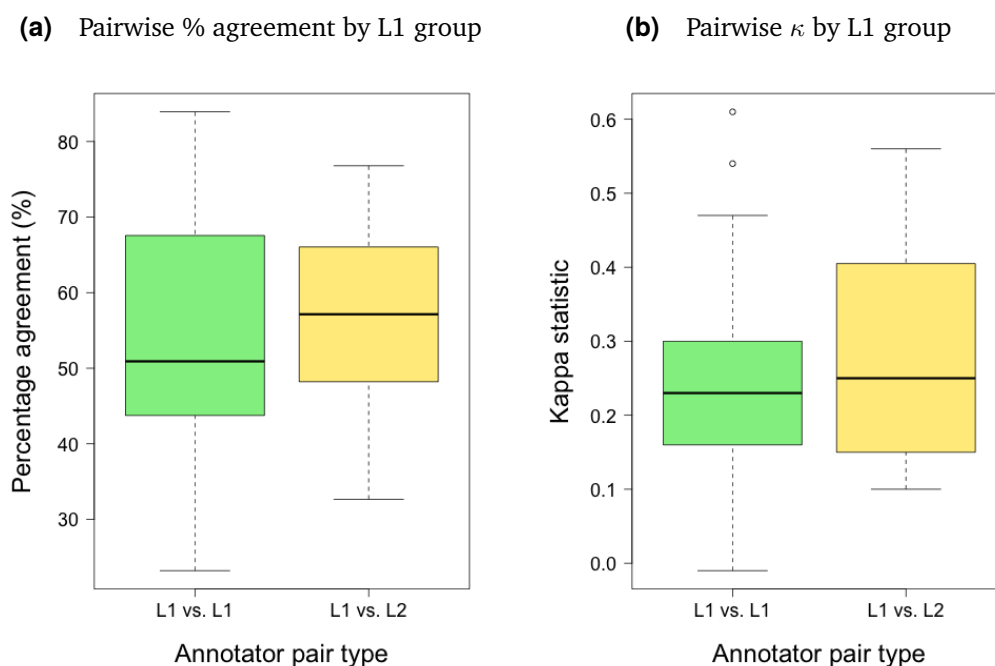 (a) Pairwise % agreement by L1 group
Percentage agreement (%)
80
70
60
50
40
30
L1 vs. L1
L1 vs. L2
Annotator pair type
(b) Pairwise κ by L1 group
Kappa statistic
0.6
0.5
0.4
0.3
0.2
0.1
0.0
L1 vs. L1
L1 vs. L2
Annotator pair type